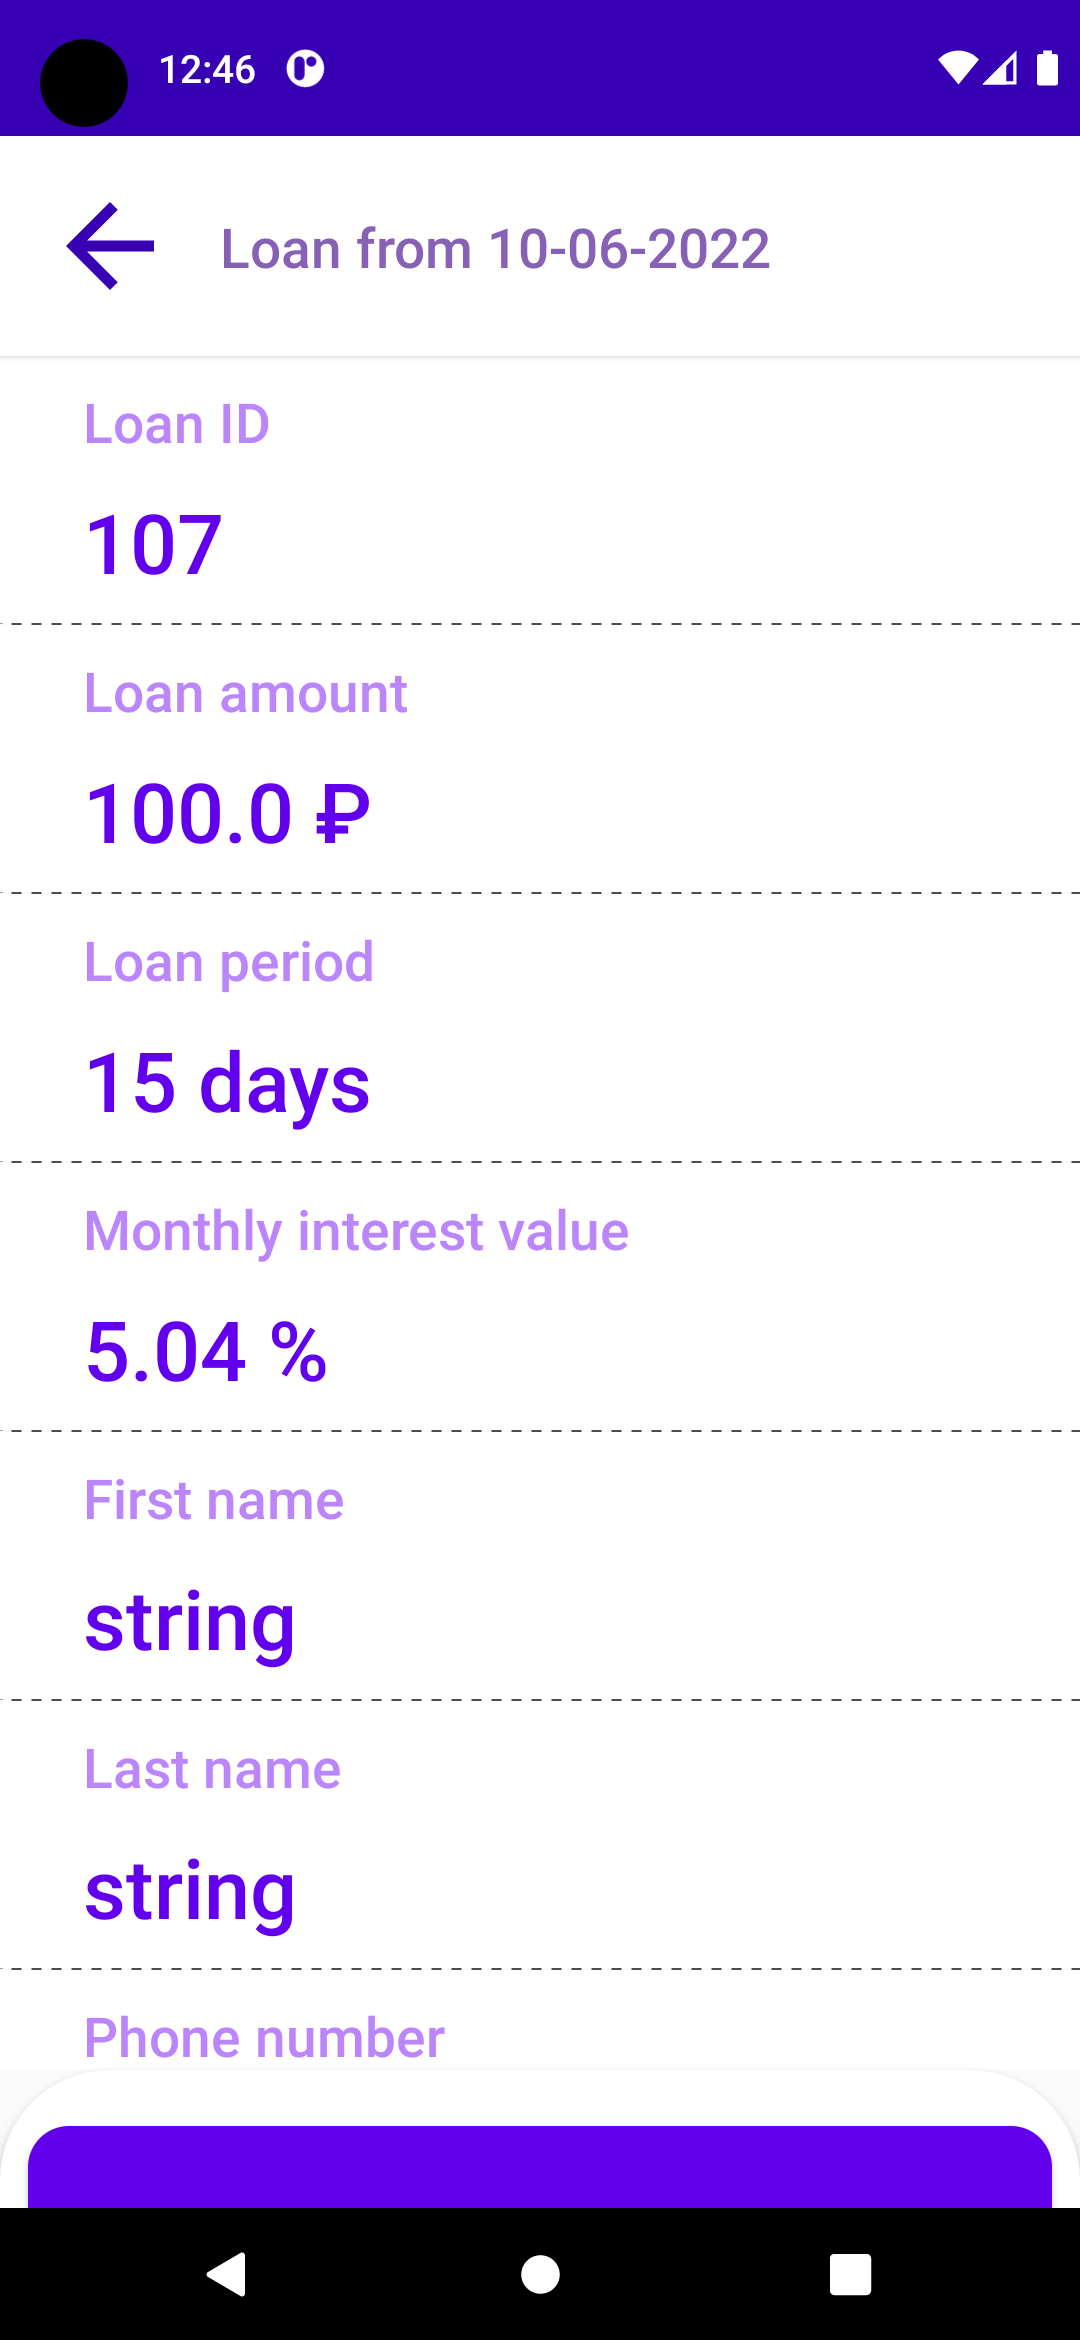 12:46
Loan from 10-06-2022
Loan ID
107
Loan amount
100.0 ₽
Loan period
15 days
Monthly interest value
5.04 %
First name
string
Last name
string
Phone number